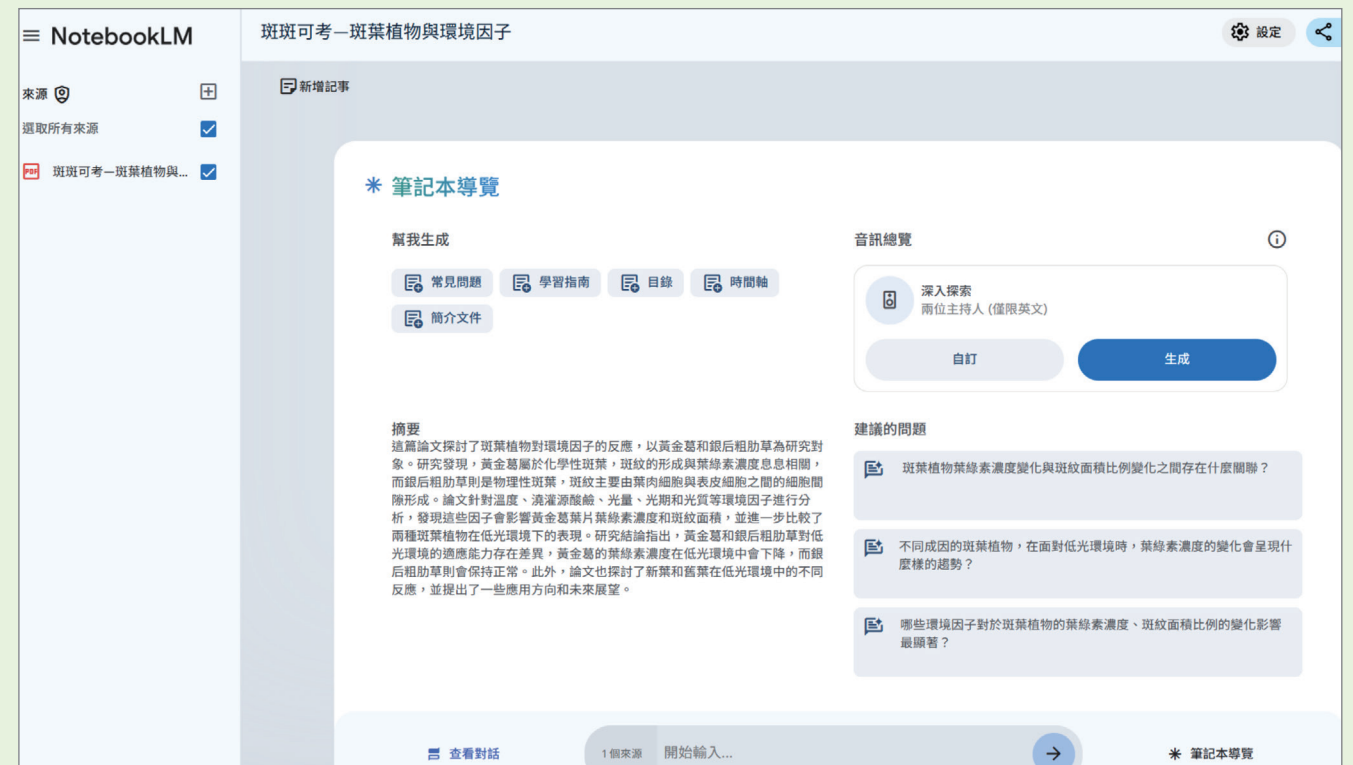 NotebookLM
斑斑可考—斑葉植物與環境因子
設定
來源
選取所有來源
PDF 斑斑可考—斑葉植物與...
新增記事
筆記本導覽
幫我生成
常見問題
學習指南
目錄
時間軸
簡介文件
音訊總覽
深入探索
兩位主持人 (僅限英文)
自訂
生成
摘要
這篇論文探討了斑葉植物對環境因子的反應，以黃金葛和銀后粗肋草為研究對
象。研究發現，黃金葛屬於化學性斑葉，斑紋的形成與葉綠素濃度息息相關，
而銀后粗肋草則是物理性斑葉，斑紋主要由葉肉細胞與表皮細胞之間的細胞間
隙形成。論文針對溫度、澆灌源酸鹼、光量、光期和光質等環境因子進行分
析，發現這些因子會影響黃金葛葉片葉綠素濃度和斑紋面積，並進一步比較了
兩種斑葉植物在低光環境下的表現。研究結論指出，黃金葛和銀后粗肋草對低
光環境的適應能力存在差異，黃金葛的葉綠素濃度在低光環境中會下降，而銀
后粗肋草則會保持正常。此外，論文也探討了新葉和舊葉在低光環境中的不同
反應，並提出了一些應用方向和未來展望。
建議的問題
斑葉植物葉綠素濃度變化與斑紋面積比例變化之間存在什麼關聯？
不同成因的斑葉植物，在面對低光環境時，葉綠素濃度的變化會呈現什
麼樣的趨勢？
哪些環境因子對於斑葉植物的葉綠素濃度、斑紋面積比例的變化影響
最顯著？
查看對話
1 個來源
開始輸入...
筆記本導覽